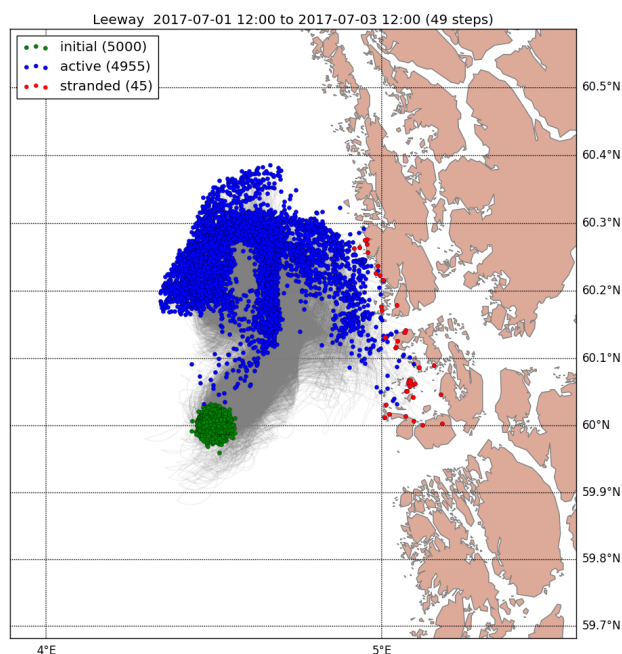 Leeway  2017-07-01 12:00 to 2017-07-03 12:00 (49 steps)
initial (5000)
active (4955)
stranded (45)
60.5°N
60.4°N
60.3°N
60.2°N
60.1°N
60°N
59.9°N
59.8°N
59.7°N
4°E
5°E